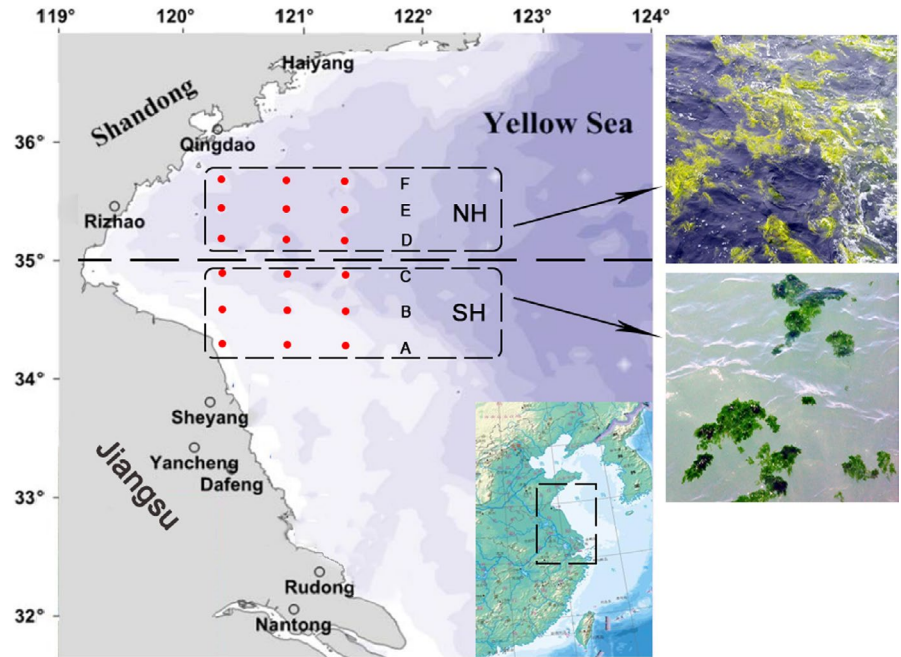 119° 120° 121° 122° 123° 124°
Haiyang
Shandong
Yellow Sea
36°
Qingdao
F
E
NH
Rizhao
D
35°
C
B
SH
A
34°
Sheyang
Yancheng
Jiangsu
Dafeng
33°
Rudong
Nantong
32°